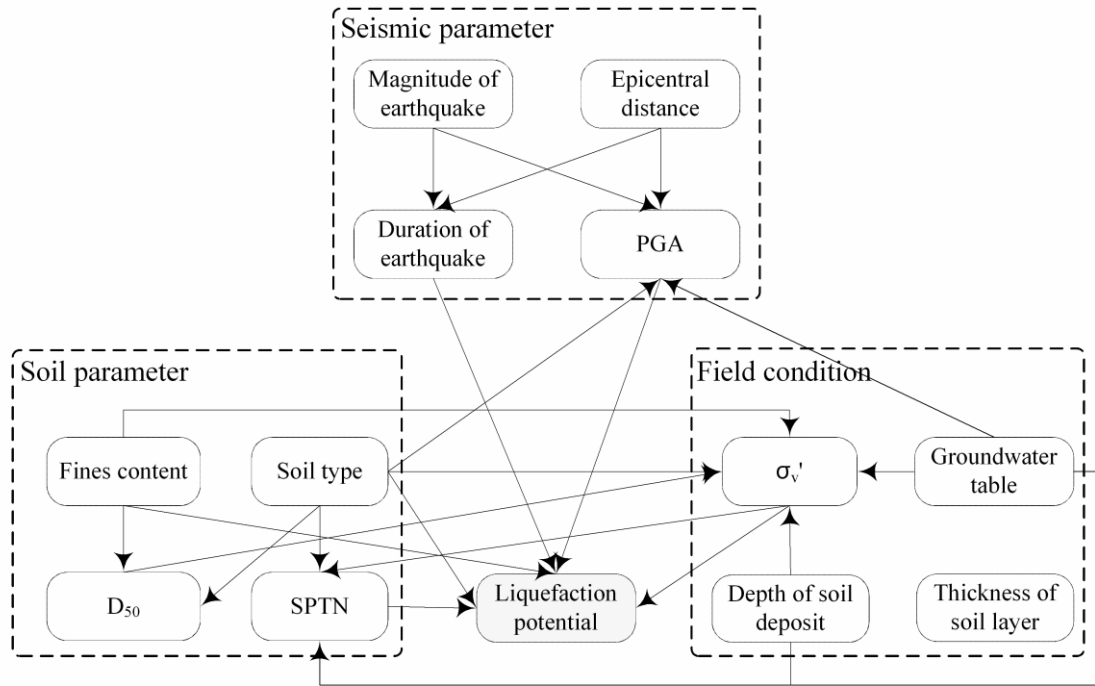 Seismic parameter
Magnitude of
earthquake
Epicentral
distance
Duration of
earthquake
PGA
Soil parameter
Fines content
Soil type
D₅₀
SPTN
Liquefaction
potential
Field condition
σᵥ'
Groundwater
table
Depth of soil
deposit
Thickness of
soil layer